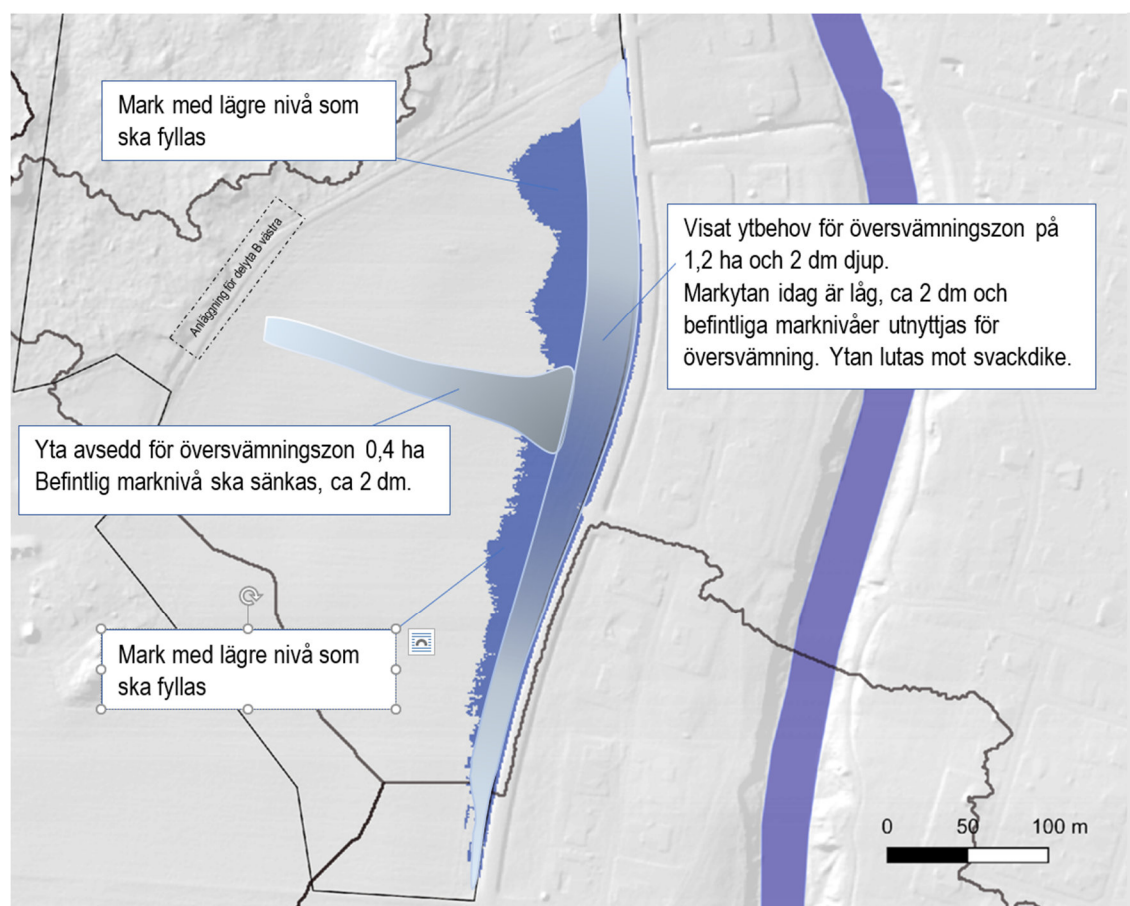 Mark med lägre nivå som
ska fyllas
Visat ytbehov för översvämningszon på
1,2 ha och 2 dm djup.
Markytan idag är låg, ca 2 dm och
befintliga marknivåer utnyttjas för
översvämning. Ytan lutas mot svackdike.
Anläggning för delyta B västra
Yta avsedd för översvämningszon 0,4 ha
Befintlig marknivå ska sänkas, ca 2 dm.
Mark med lägre nivå som
ska fyllas
0 50 100 m